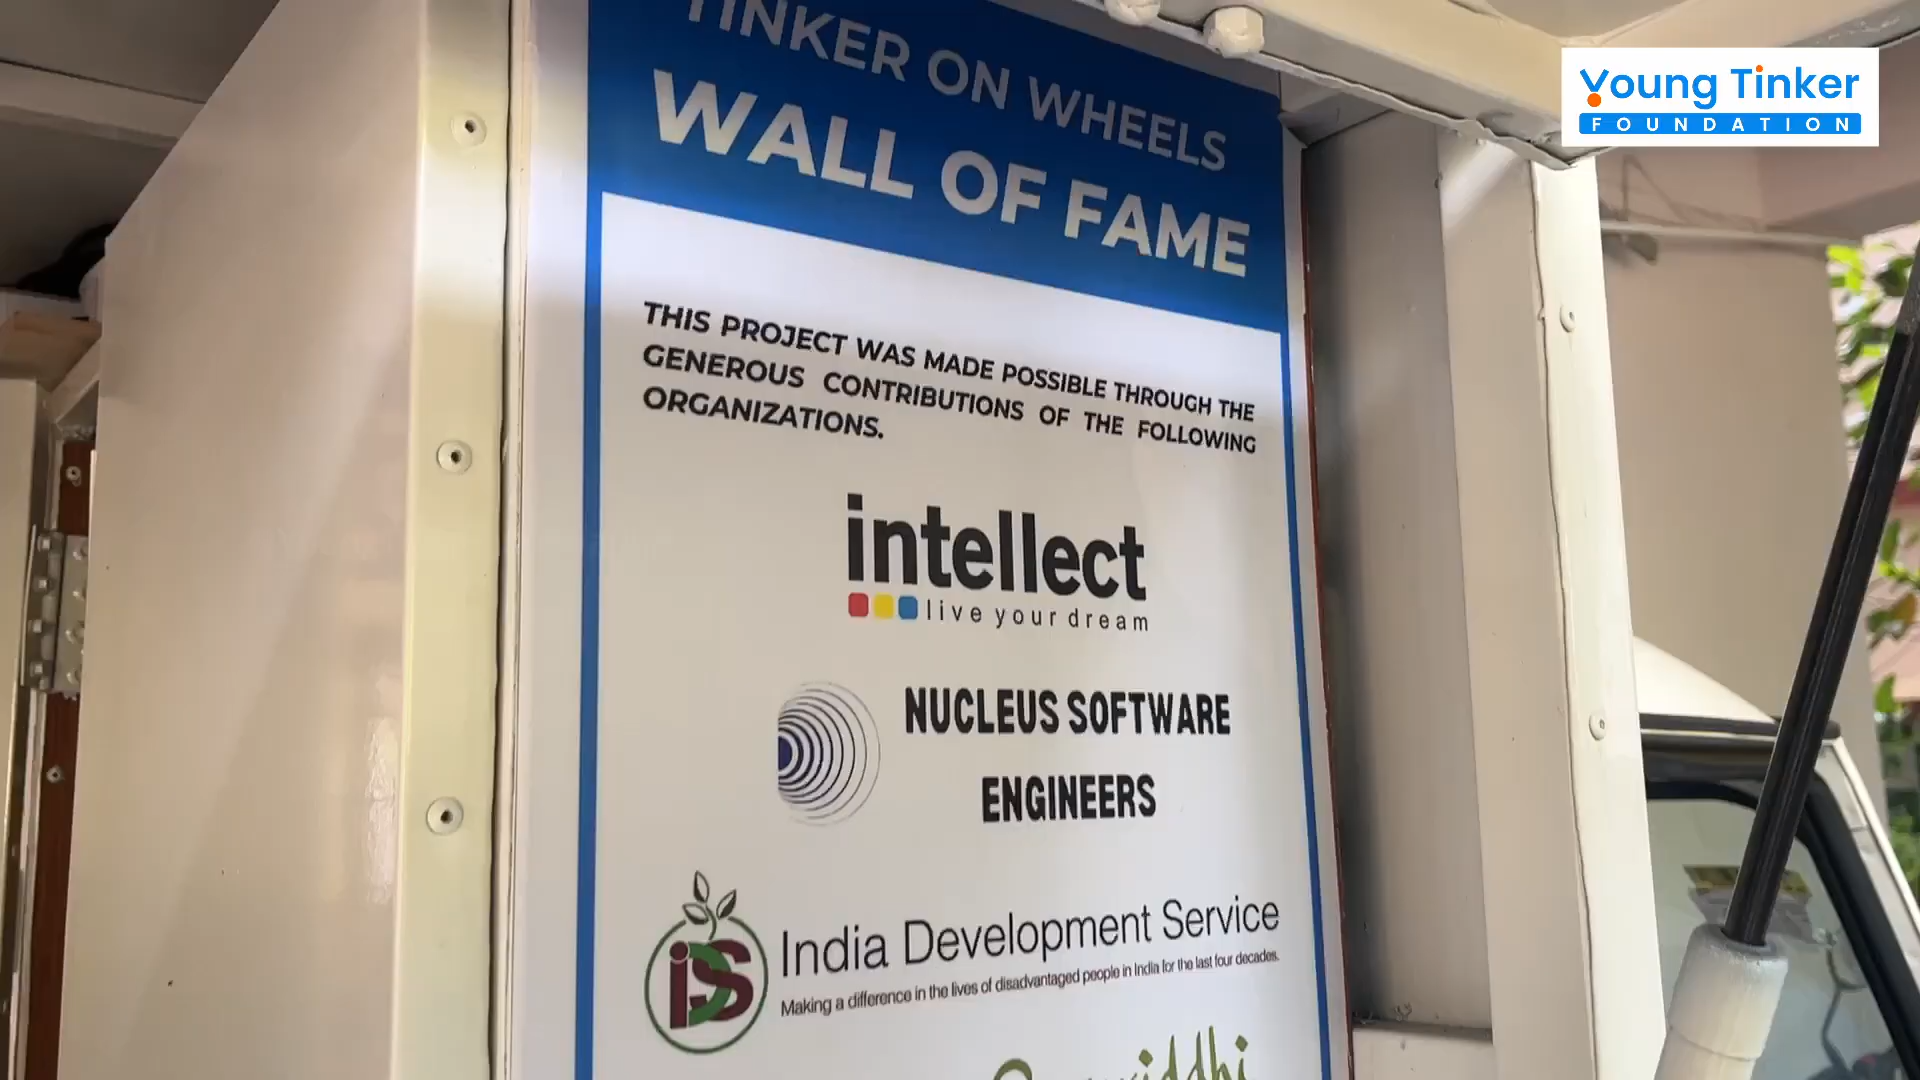 TINKER ON WHEELS
WALL OF FAME
THIS PROJECT WAS MADE POSSIBLE THROUGH THE
GENEROUS CONTRIBUTIONS OF THE FOLLOWING
ORGANIZATIONS.
intellect
live your dream
NUCLEUS SOFTWARE
ENGINEERS
iDS
India Development Service
Making a difference in the lives of disadvantaged people in India for the last four decades.
Young Tinker
FOUNDATION